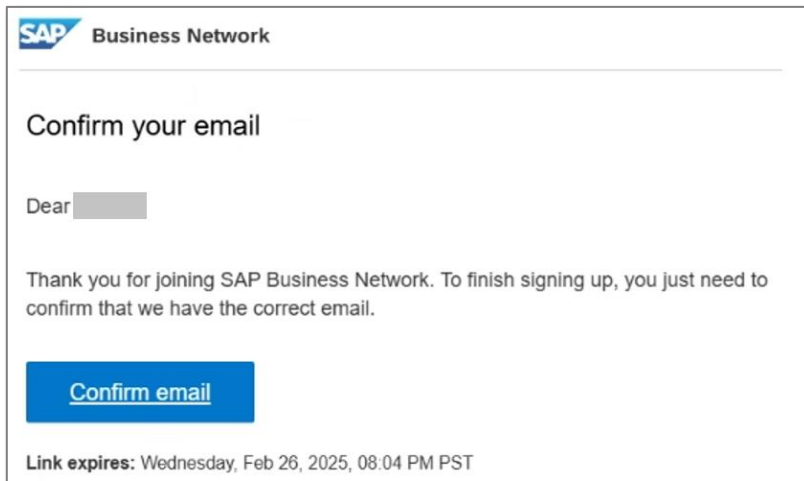 SAP Business Network
Confirm your email
Dear
Thank you for joining SAP Business Network. To finish signing up, you just need to
confirm that we have the correct email.
Confirm email
Link expires: Wednesday, Feb 26, 2025, 08:04 PM PST